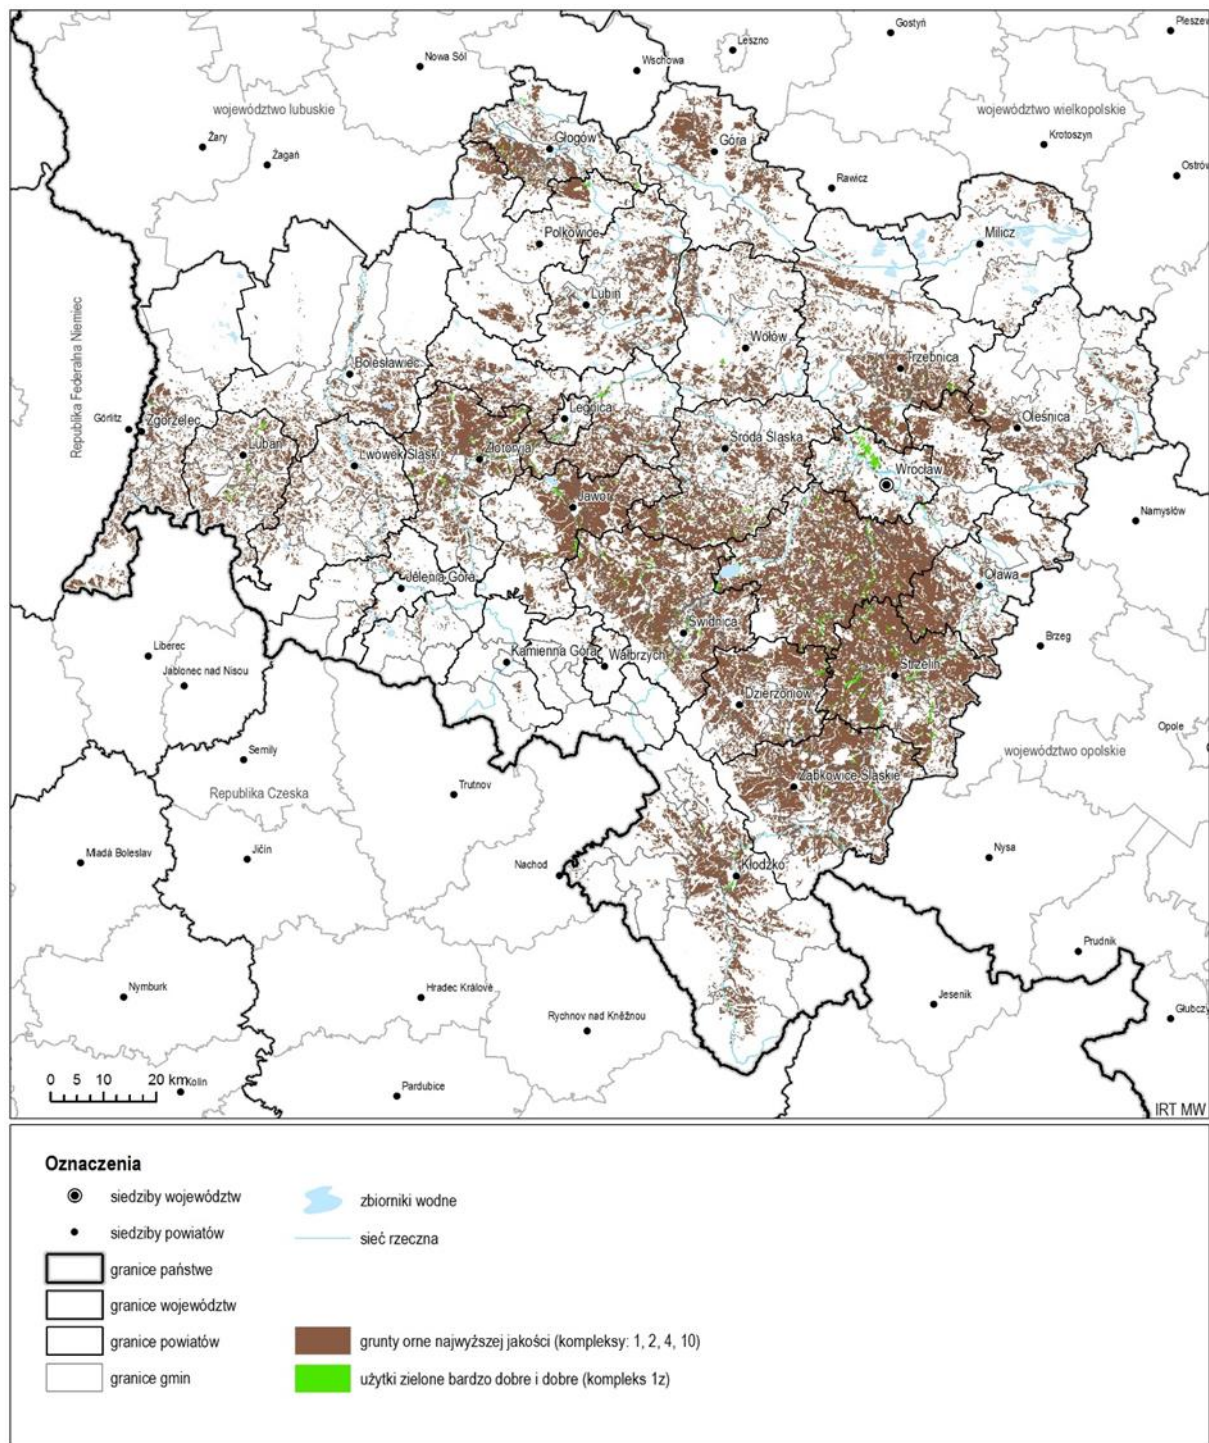 Pleszew
Gostyń
Leszno
Nowa Sól
Wschowa
województwo lubuskie
województwo wielkopolskie
Żary
Żagań
Głogów
Góra
Krotoszyn
Rawicz
Ostrów
Polkowice
Milicz
Lubin
Republika Federalna Niemiec
Wołów
Trzebnica
Bolesławiec
Görlitz
Zgorzelec
Legnica
Oleśnica
Lubań
Lwówek Śląski
Złotoryja
Środa Śląska
Wrocław
Jawor
Namysłów
Jelenia Góra
Oława
Świdnica
Liberec
Kamienna Góra
Wałbrzych
Brzeg
Jablonec nad Nisou
Strzelin
Dzierżoniów
Opole
Semily
województwo opolskie
Republika Czeska
Trutnov
Ząbkowice Śląskie
Mladá Boleslav
Jičín
Nachod
Kłodzko
Nysa
Prudnik
Nymburk
Hradec Králové
Jesenik
Rychnov nad Kněžnou
Głubczy
0 5 10 20 km
Kolín
Pardubice
IRT MW
Oznaczenia
siedziby województw
zbiorniki wodne
siedziby powiatów
sieć rzeczna
granice państwe
granice województw
granice powiatów
grunty orne najwyższej jakości (kompleksy: 1, 2, 4, 10)
granice gmin
użytki zielone bardzo dobre i dobre (kompleks 1z)